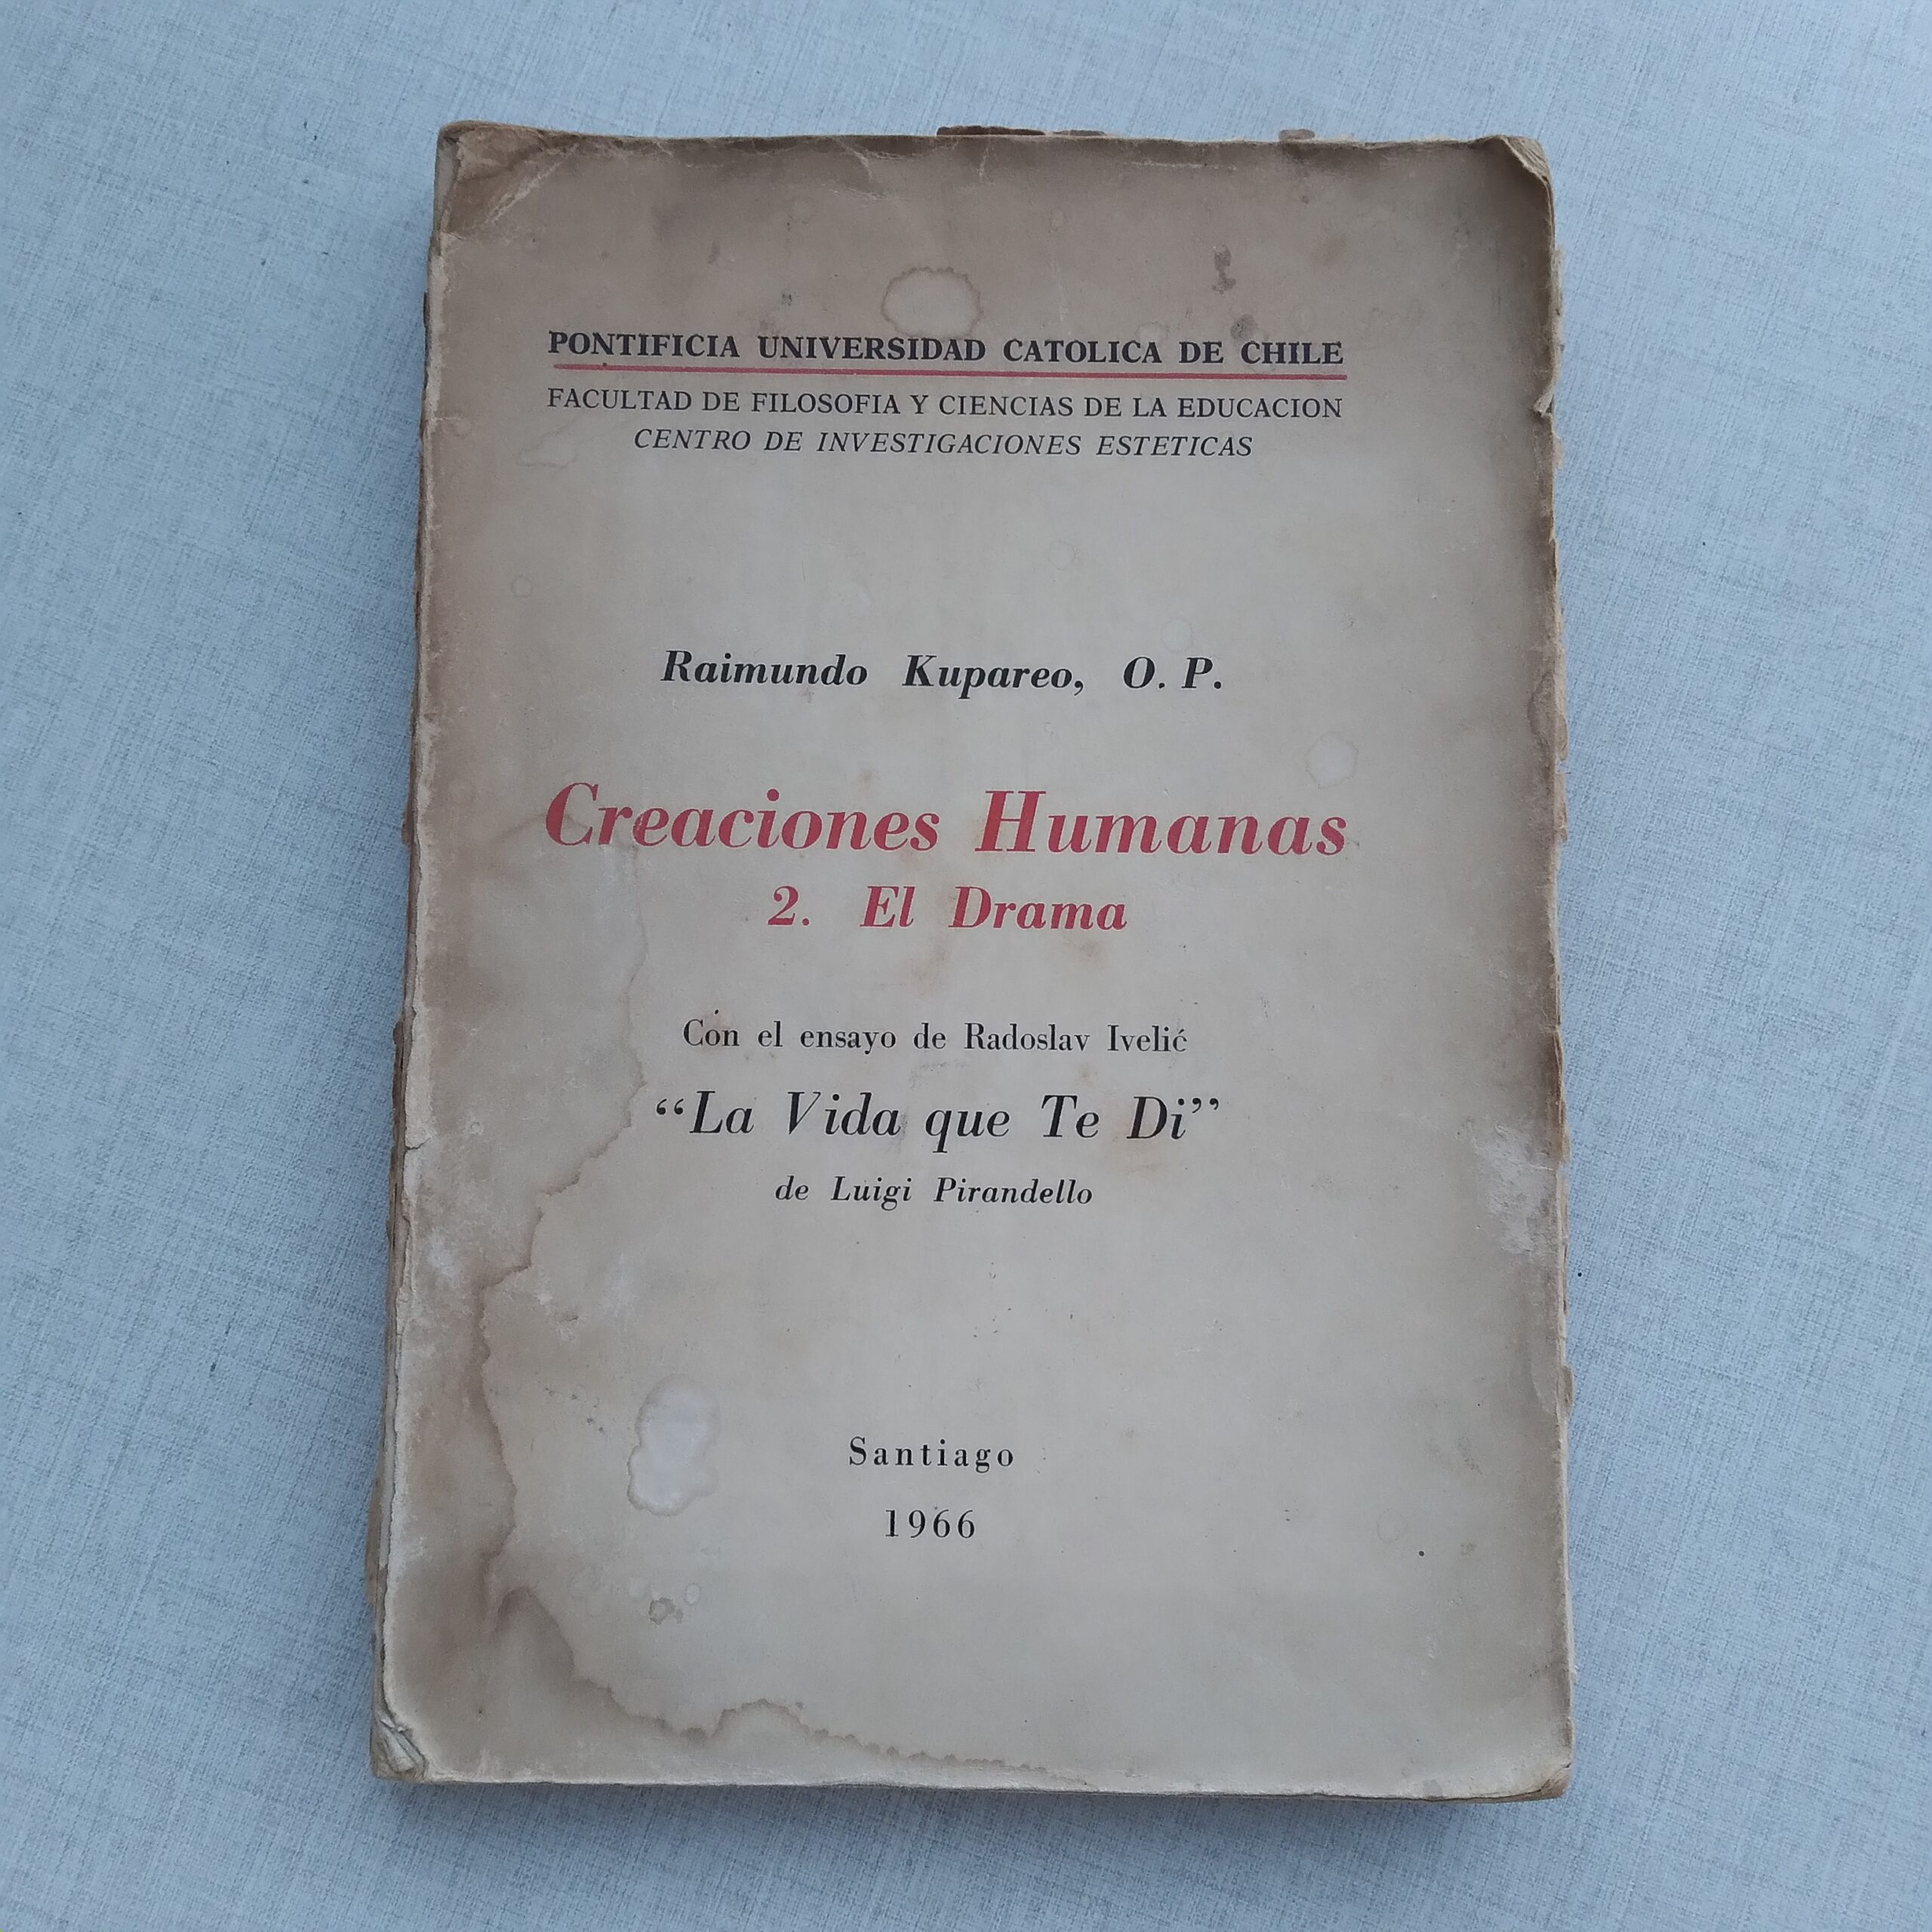 PONTIFICIA UNIVERSIDAD CATOLICA DE CHILE
FACULTAD DE FILOSOFIA Y CIENCIAS DE LA EDUCACION
CENTRO DE INVESTIGACIONES ESTETICAS
Raimundo Kupareo, O. P.
Creaciones Humanas
2. El Drama
Con el ensayo de Radoslav Ivelić
“La Vida que Te Di”
de Luigi Pirandello
Santiago
1966